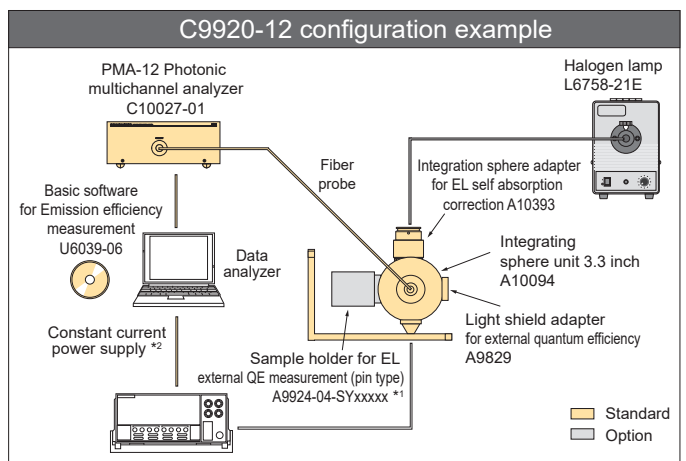 C9920-12 configuration example
PMA-12 Photonic
multichannel analyzer
C10027-01
Halogen lamp
L6758-21E
Fiber
probe
Integration sphere adapter
for EL self absorption
correction A10393
Basic software
for Emission efficiency
measurement
U6039-06
Data
analyzer
Integrating
sphere unit 3.3 inch
A10094
Constant current
power supply *2
Light shield adapter
for external quantum efficiency
A9829
Sample holder for EL
external QE measurement (pin type)
A9924-04-SYxxxxx *1
Standard
Option